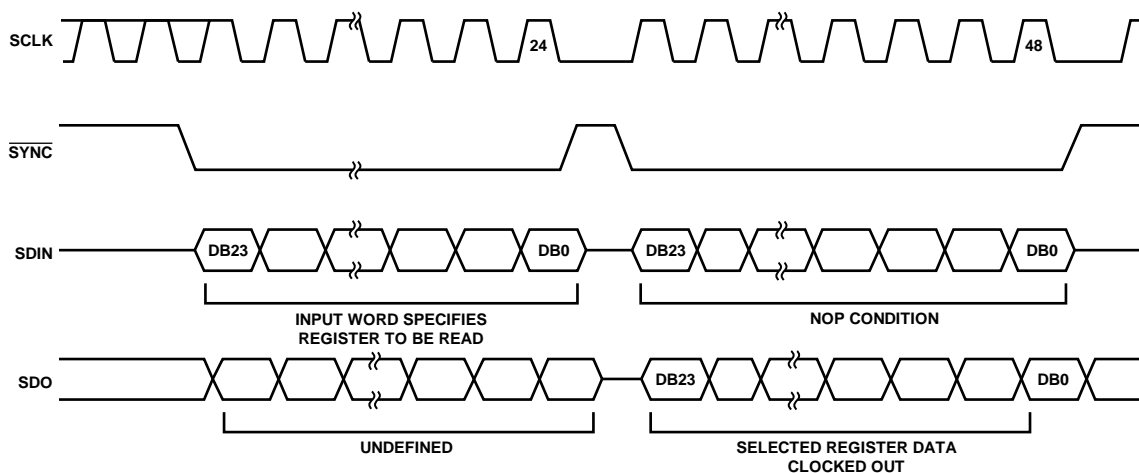 SCLK
24
48
SYNC
SDIN
DB23
DB0
DB23
DB0
INPUT WORD SPECIFIES
REGISTER TO BE READ
NOP CONDITION
SDO
DB23
DB0
UNDEFINED
SELECTED REGISTER DATA
CLOCKED OUT